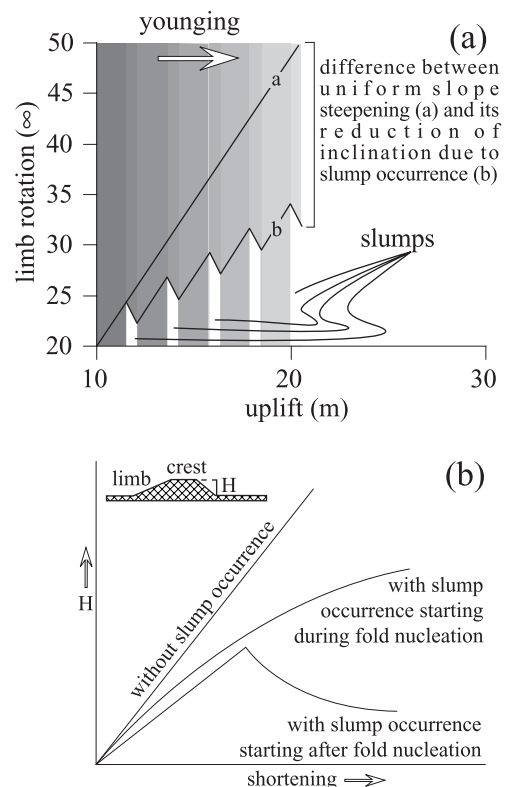 younging
(a)
50
45
40
35
30
25
20
limb rotation (∞)
a
b
difference between
uniform slope
steepening (a) and its
reduction of
inclination due to
slump occurrence (b)
slumps
10
20
30
uplift (m)
(b)
crest
limb
H
H
without slump occurrence
with slump
occurrence starting
during fold nucleation
with slump occurrence
starting after fold nucleation
shortening